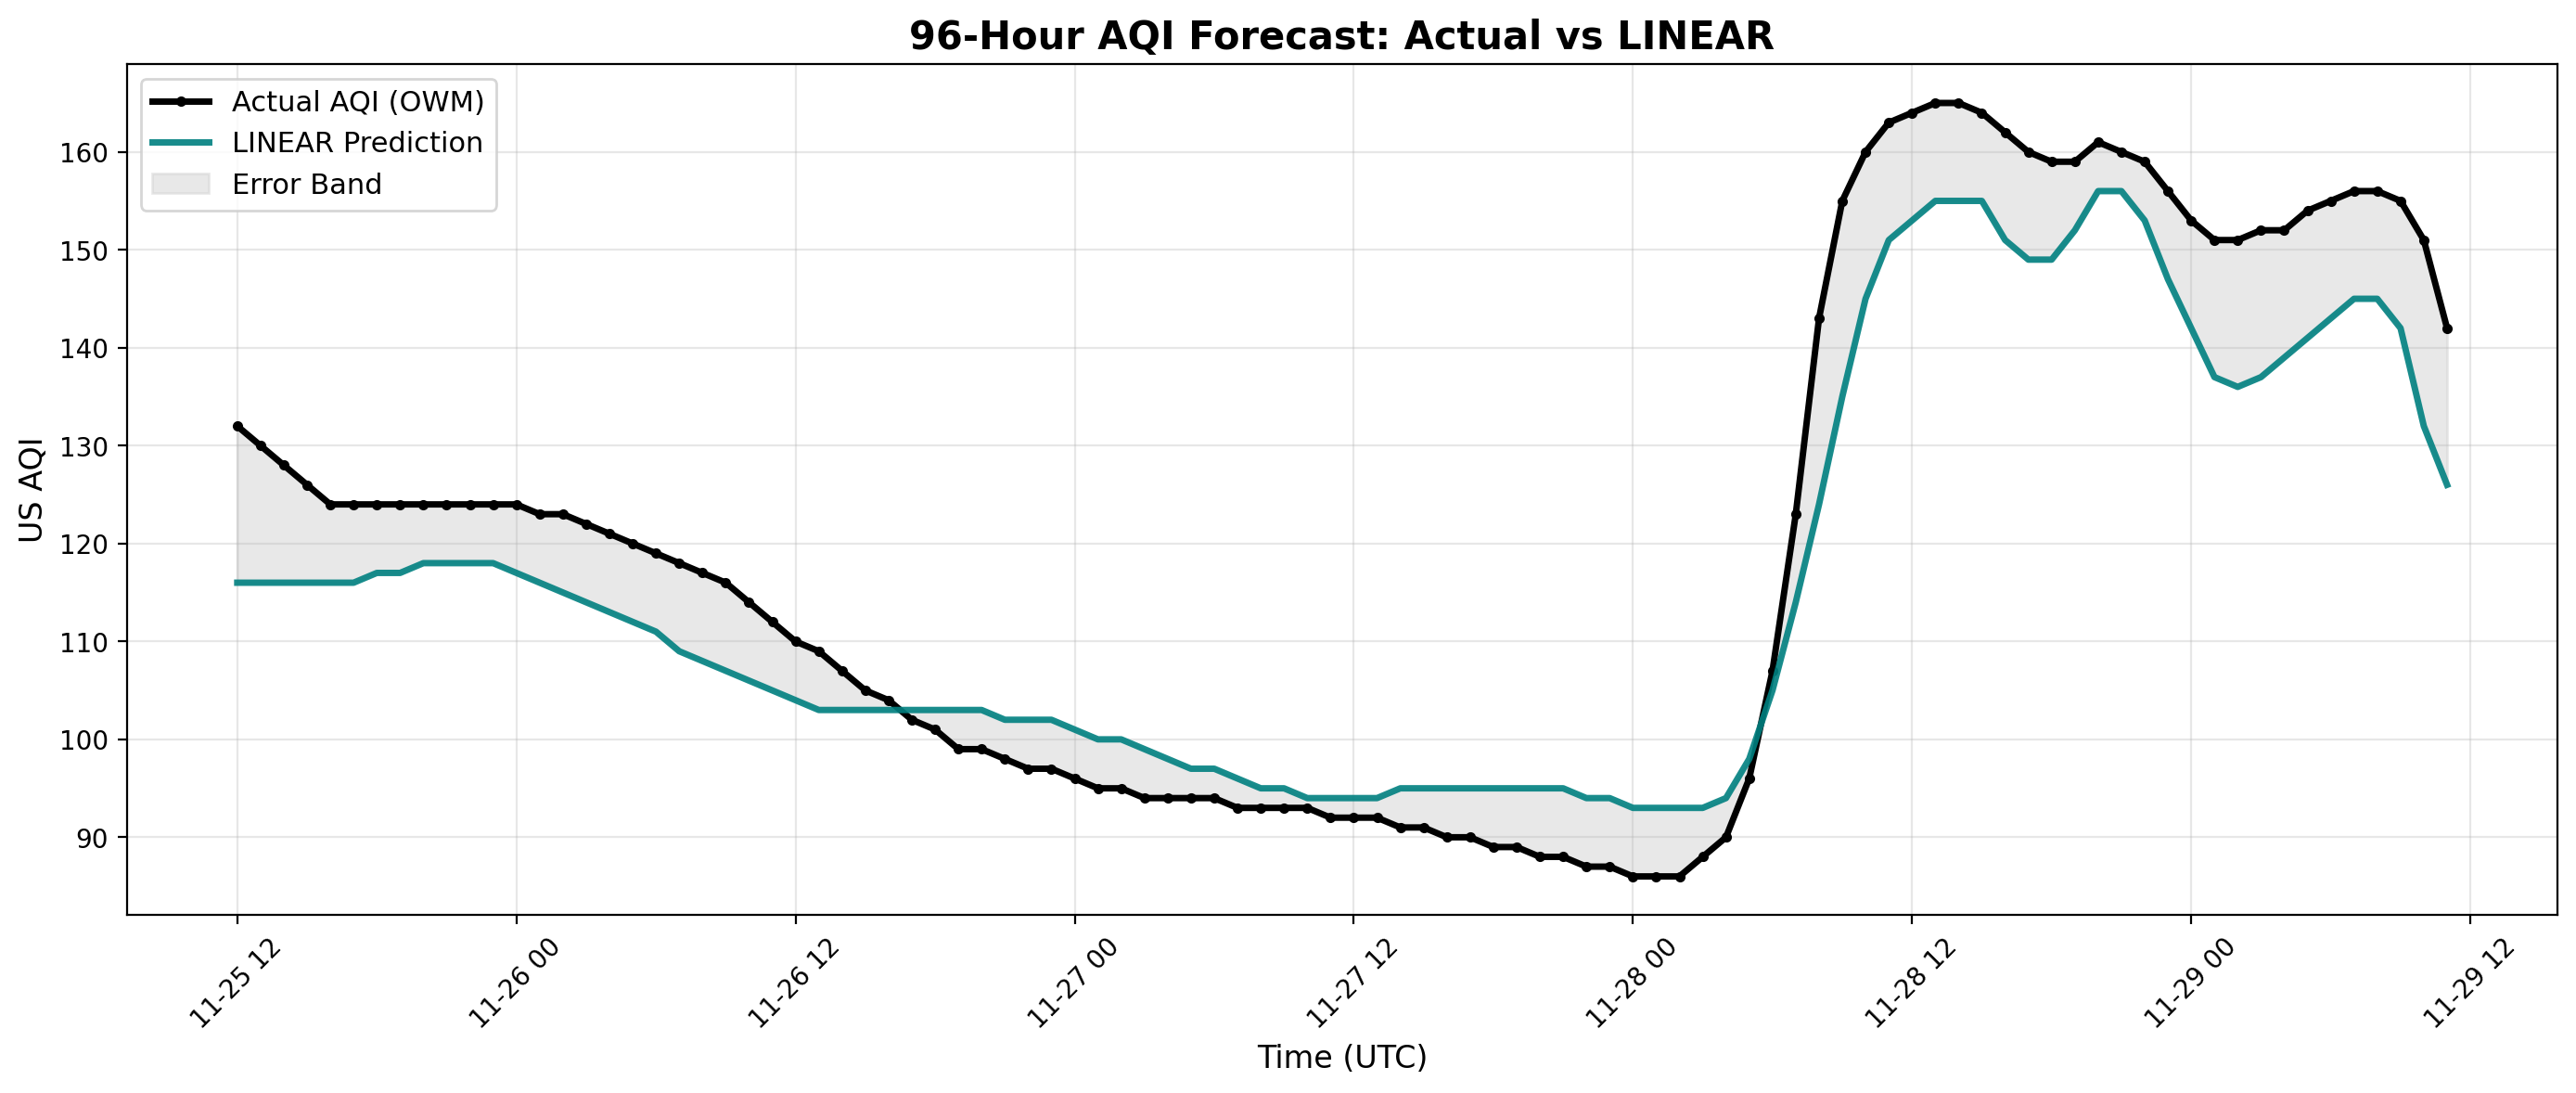 96-Hour AQI Forecast: Actual vs LINEAR
Actual AQI (OWM)
LINEAR Prediction
Error Band
US AQI
160
150
140
130
120
110
100
90
11-25 12
11-26 00
11-26 12
11-27 00
11-27 12
11-28 00
11-28 12
11-29 00
11-29 12
Time (UTC)